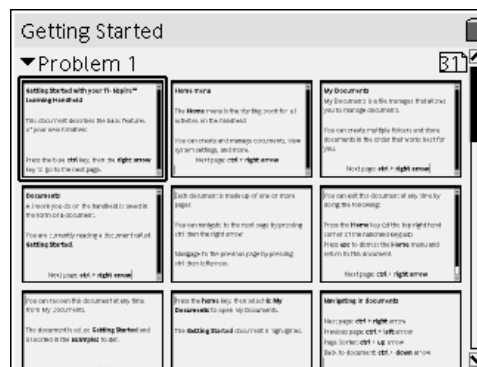 Getting Started
Problem 1
31
Getting Started with your TI-Nspire™
Learning Handheld
This document describes the basic features
of your new handheld.
Press the blue ctrl key, then the right arrow
key to go to the next page.
Home menu
The Home menu is the starting point for all
activities on the handheld.
You can create and manage documents, view
system settings, and more.
Next page: ctrl + right arrow
My Documents
My Documents is a file manager that allows
you to manage documents.
You can create multiple folders and store
documents in the order that works best for
you.
Next page: ctrl + right arrow
Documents
All work you do on the handheld is saved in
the form of a document.
You are currently reading a document called
Getting Started.
Next page: ctrl + right arrow
Each document is made up of one or more
pages.
You can navigate to the next page by pressing
ctrl then the right arrow.
Navigate to the previous page by pressing
ctrl then left arrow.
You can exit this document at any time by
doing the following:
Press the Home key (at the top right hand
corner of the handheld keypad)
Press esc to dismiss the Home menu and
return to this document.
Next page: ctrl + right arrow
You can reopen this document at any time
from My Documents.
The document is called Getting Started and
is located in the examples folder.
Press the home key then select 6: My
Documents to open My Documents.
The Getting Started document is highlighted.
Navigating in documents
Next page: ctrl + right arrow
Previous page: ctrl + left arrow
Page Sorter: ctrl + up arrow
Back to document: ctrl + down arrow